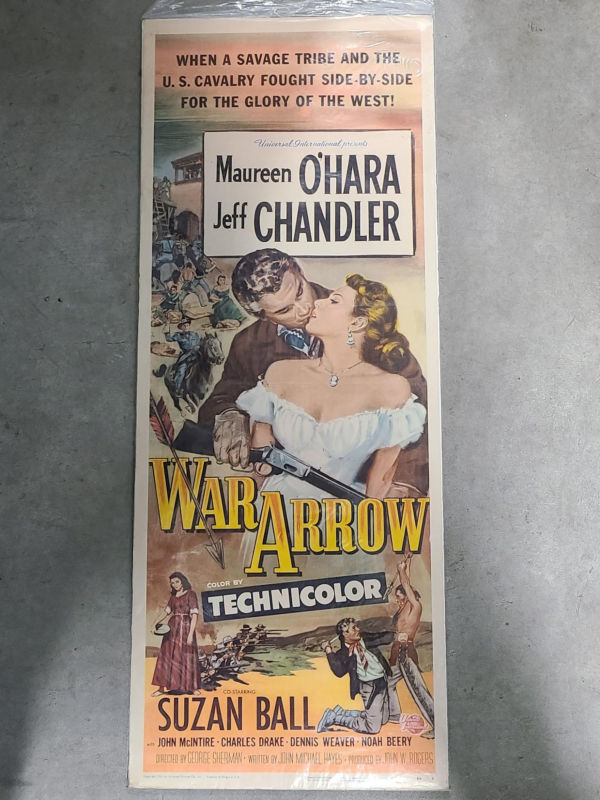 WHEN A SAVAGE TRIBE AND THE
U. S. CAVALRY FOUGHT SIDE-BY-SIDE
FOR THE GLORY OF THE WEST!
Universal-International presents
Maureen O'HARA
Jeff CHANDLER
WAR ARROW
COLOR BY
TECHNICOLOR
CO-STARRING
SUZAN BALL
with JOHN McINTIRE · CHARLES DRAKE · DENNIS WEAVER · NOAH BEERY
DIRECTED BY GEORGE SHERMAN · WRITTEN BY JOHN MICHAEL HAYES · PRODUCED BY JOHN W. ROGERS